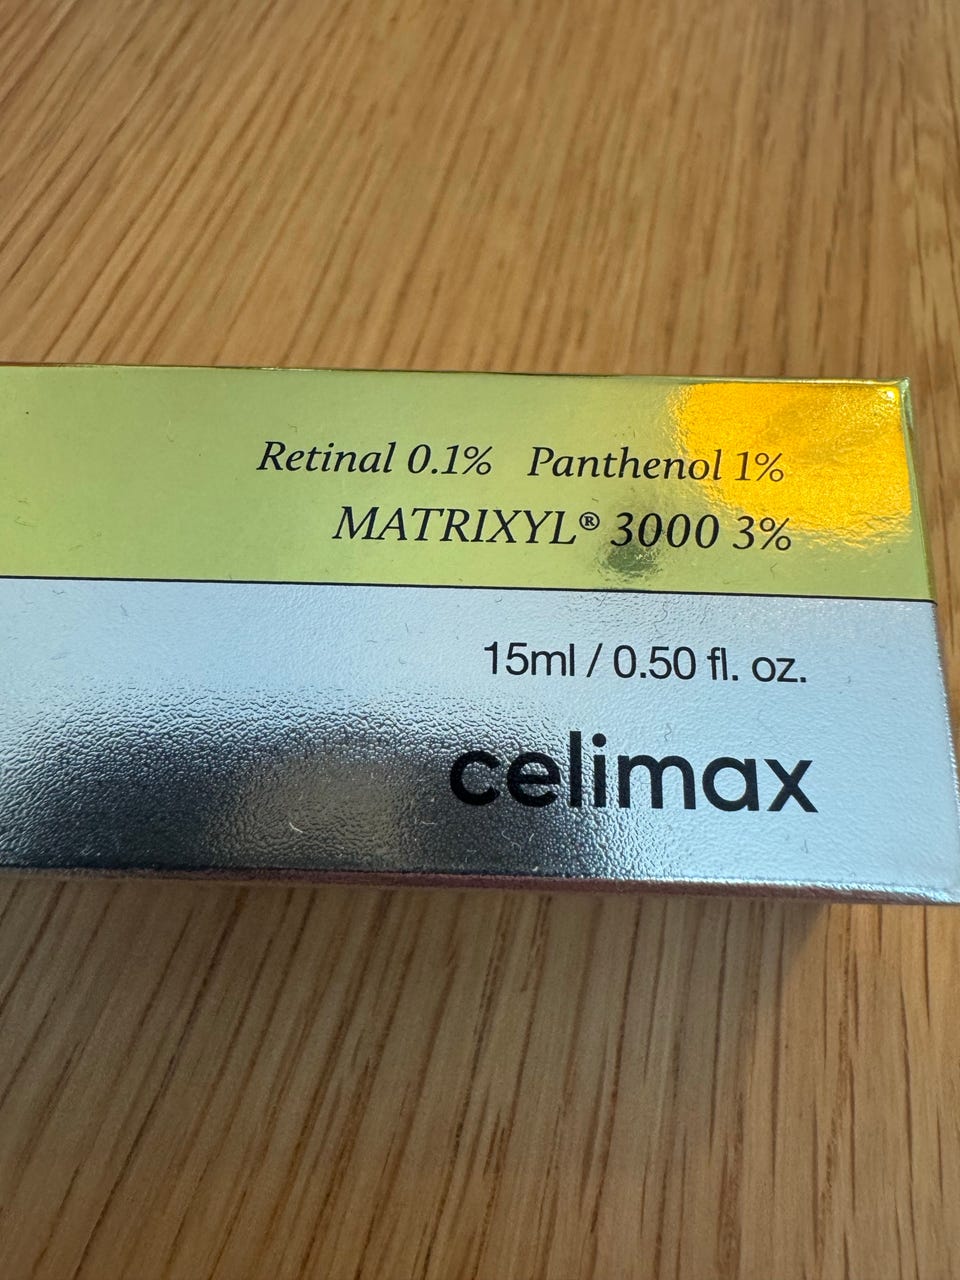 Retinal 0.1% Panthenol 1%
MATRIXYL® 3000 3%
15ml / 0.50 fl. oz.
celimax